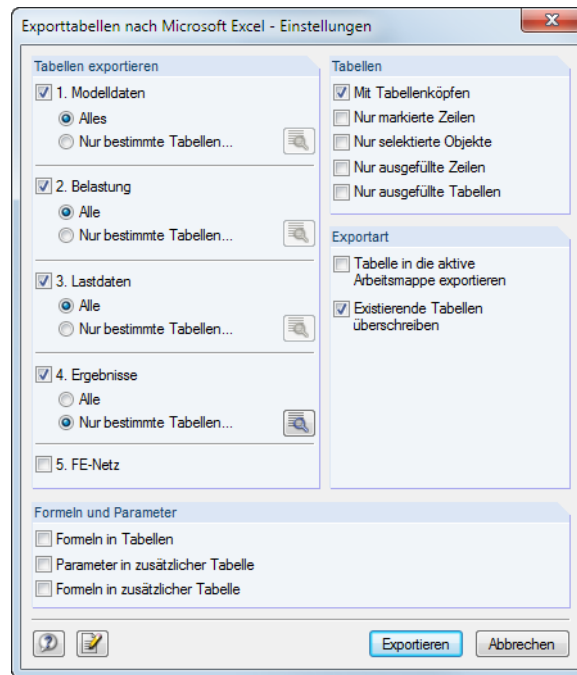 Exporttabellen nach Microsoft Excel - Einstellungen
Tabellen exportieren
1. Modelldaten
Alles
Nur bestimmte Tabellen...
2. Belastung
Alle
Nur bestimmte Tabellen...
3. Lastdaten
Alle
Nur bestimmte Tabellen...
4. Ergebnisse
Alle
Nur bestimmte Tabellen...
5. FE-Netz
Tabellen
Mit Tabellenköpfen
Nur markierte Zeilen
Nur selektierte Objekte
Nur ausgefüllte Zeilen
Nur ausgefüllte Tabellen
Exportart
Tabelle in die aktive
Arbeitsmappe exportieren
Existierende Tabellen
überschreiben
Formeln und Parameter
Formeln in Tabellen
Parameter in zusätzlicher Tabelle
Formeln in zusätzlicher Tabelle
Exportieren
Abbrechen